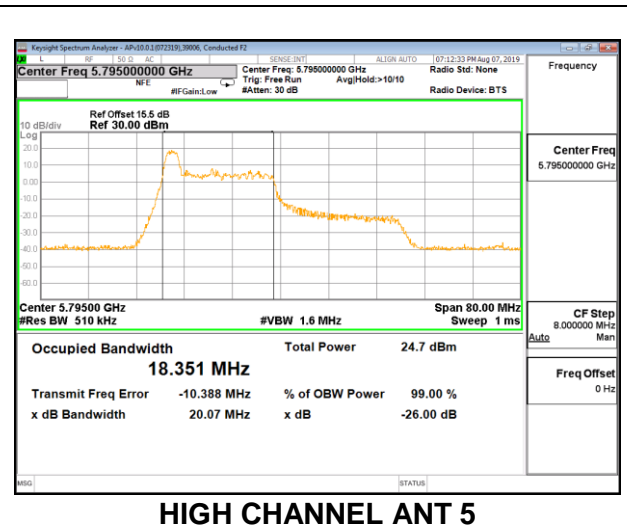 Keysight Spectrum Analyzer - APv10.0.1(072319),39006, Conducted F2
L RF 50 Ω AC SENSE:INT ALIGN AUTO 07:12:33 PM Aug 07, 2019
Center Freq 5.795000000 GHz Center Freq: 5.795000000 GHz Radio Std: None Frequency
NFE Trig: Free Run Avg|Hold:>10/10
#IFGain:Low #Atten: 30 dB Radio Device: BTS
Ref Offset 15.5 dB
10 dB/div Ref 30.00 dBm
Log
20.0
10.0
0.00
-10.0
-20.0
-30.0
-40.0
-50.0
-60.0
Center Freq
5.795000000 GHz
Center 5.79500 GHz Span 80.00 MHz
#Res BW 510 kHz #VBW 1.6 MHz Sweep 1 ms
CF Step
8.000000 MHz
Auto Man
Occupied Bandwidth Total Power 24.7 dBm
18.351 MHz
Freq Offset
0 Hz
Transmit Freq Error -10.388 MHz % of OBW Power 99.00 %
x dB Bandwidth 20.07 MHz x dB -26.00 dB
MSG STATUS
HIGH CHANNEL ANT 5